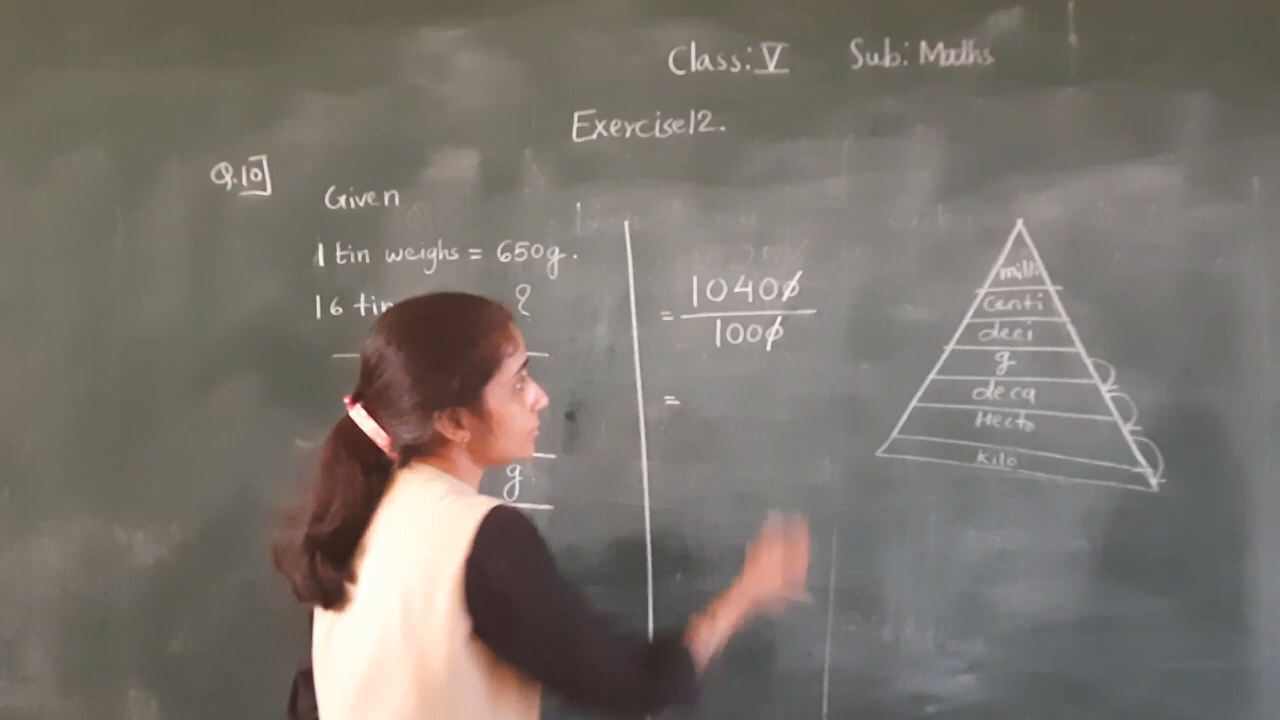 Class: V Sub: Maths
Exercise12.
Q.10]
Given
1 tin weighs = 650g.
16 tin ?
g.
= 10400
1000
=
milli
centi
deci
g
deca
Hecto
kilo